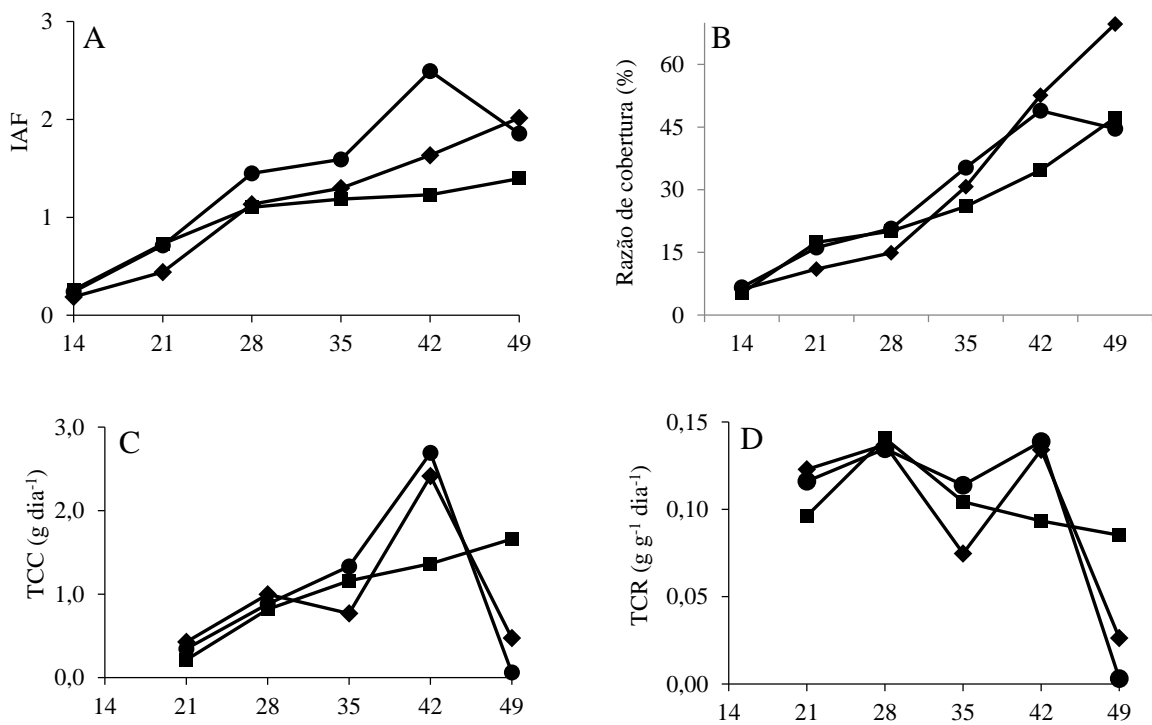 A
IAF
3
2
1
0
14 21 28 35 42 49
B
Razão de cobertura (%)
60
45
30
15
0
14 21 28 35 42 49
C
TCC (g dia⁻¹)
3,0
2,0
1,0
0,0
14 21 28 35 42 49
D
TCR (g g⁻¹ dia⁻¹)
0,15
0,10
0,05
0,00
14 21 28 35 42 49